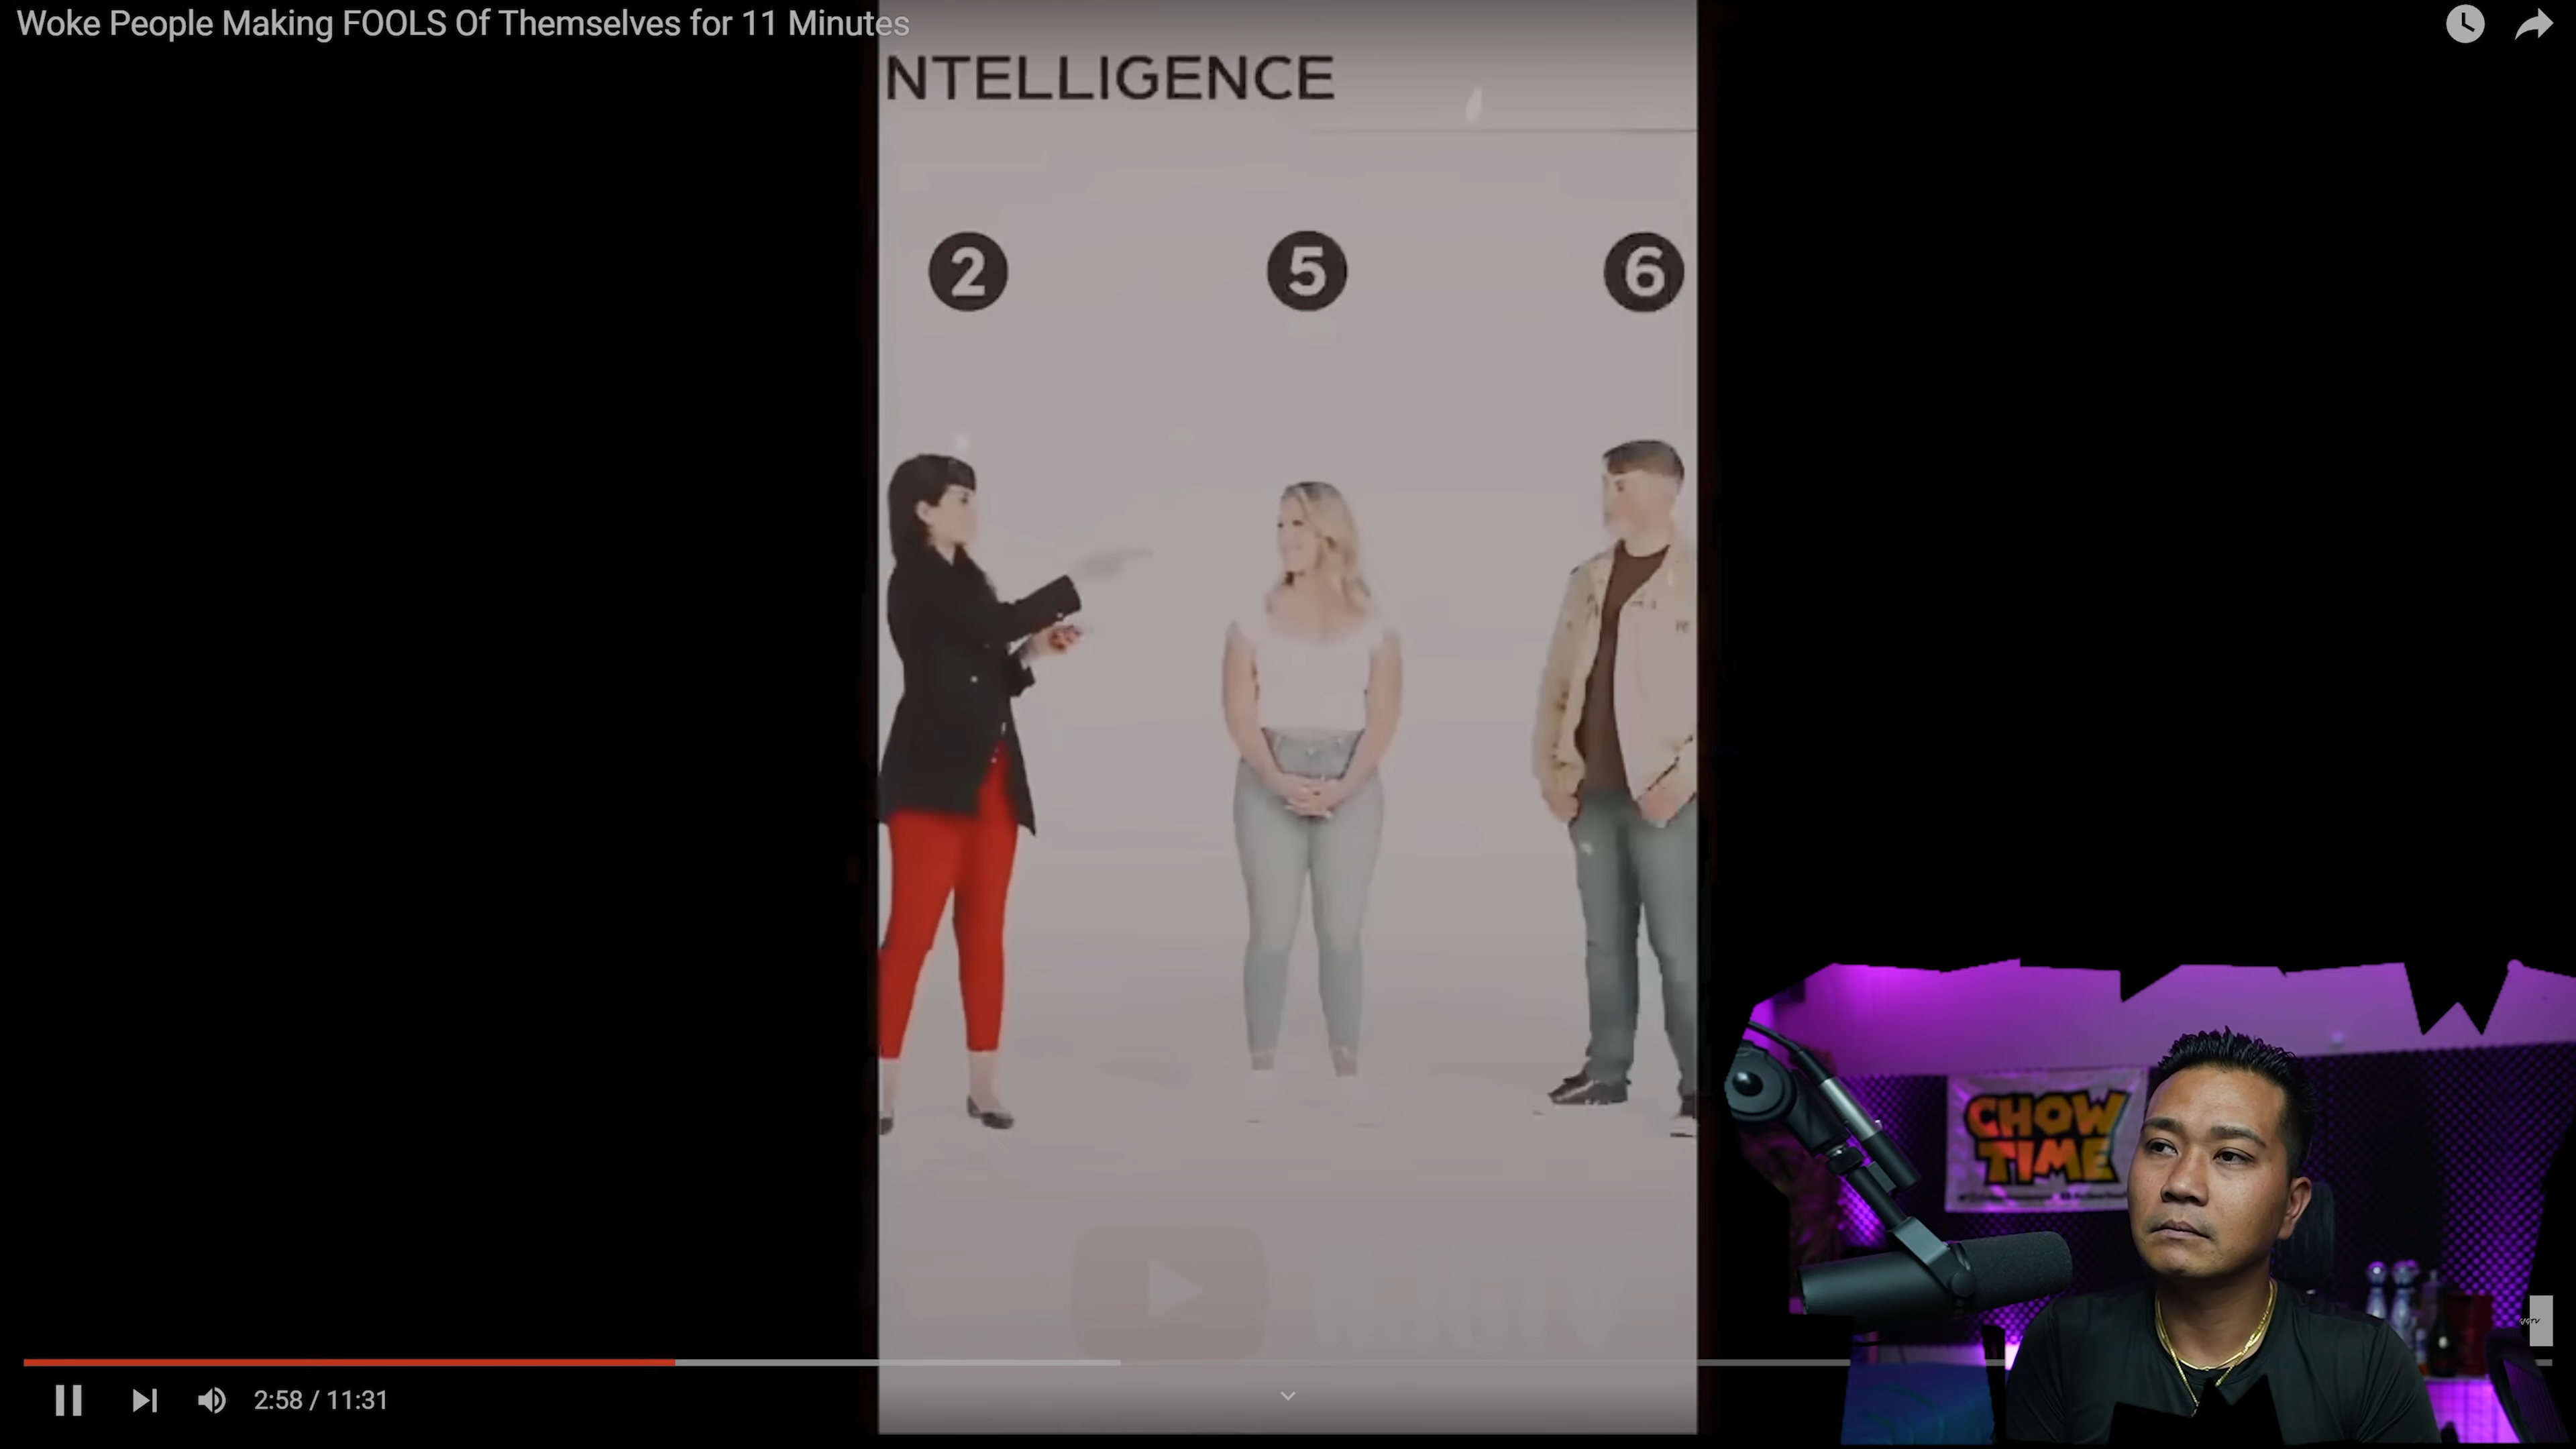 Woke People Making FOOLS Of Themselves for 11 Minutes
NTELLIGENCE
2
5
6
CHOW
TIME
2:58 / 11:31